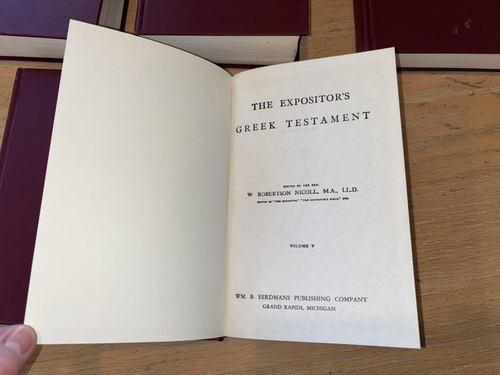 THE EXPOSITOR'S
GREEK TESTAMENT
EDITED BY THE REV.
W ROBERTSON NICOLL, M.A., LL.D.
EDITOR OF "THE EXPOSITOR," "THE EXPOSITOR'S BIBLE," ETC.
VOLUME V
WM. B. EERDMANS PUBLISHING COMPANY
GRAND RAPIDS, MICHIGAN